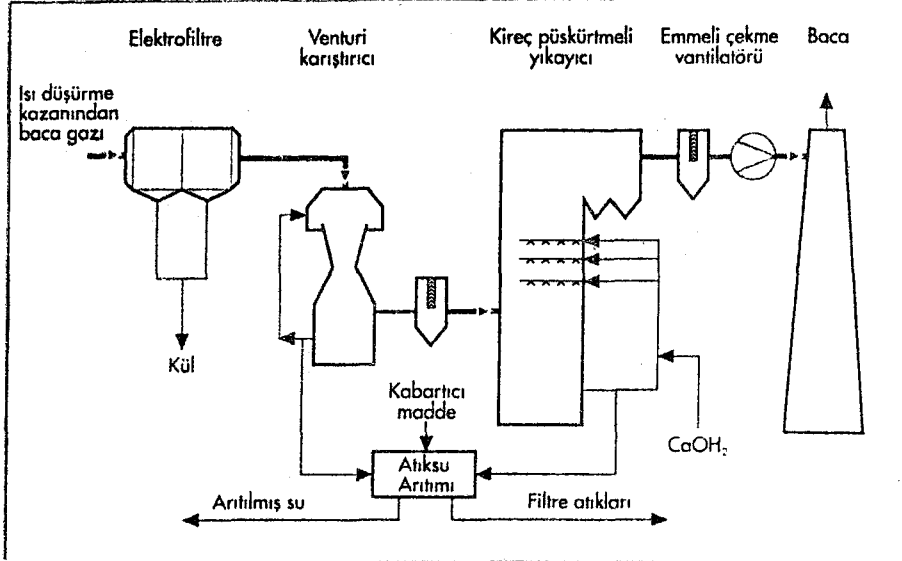 Elektrofiltre
Venturi
karıştırıcı
Kireç püskürtmeli
yıkayıcı
Emmeli çekme
vantilatörü
Baca
Isı düşürme
kazanından
baca gazı
Kül
Kabartıcı
madde
CaOH₂
Atıksu
Arıtımı
Arıtılmış su
Filtre atıkları